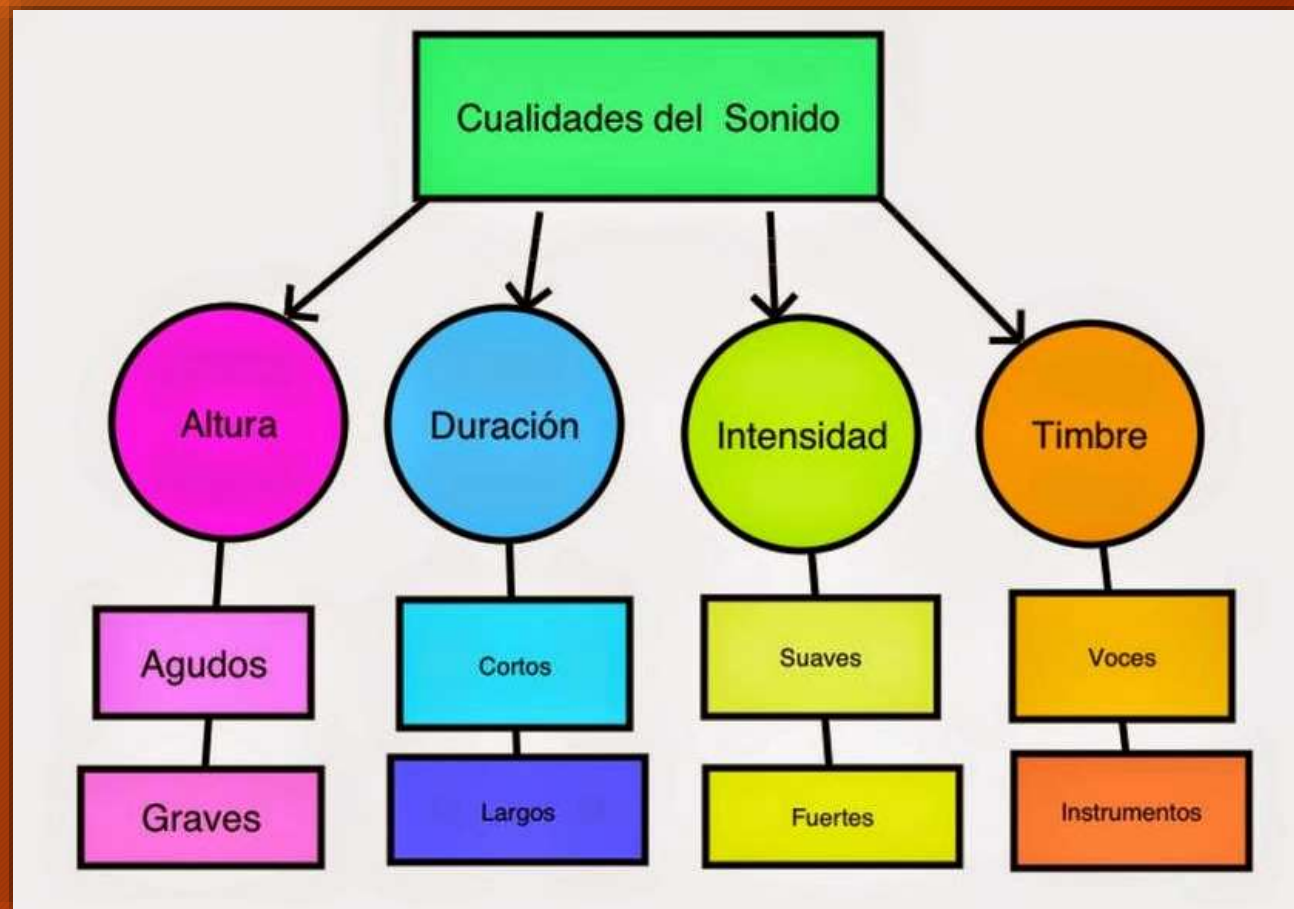 Cualidades del Sonido
Altura
Duración
Intensidad
Timbre
Agudos
Cortos
Suaves
Voces
Graves
Largos
Fuertes
Instrumentos